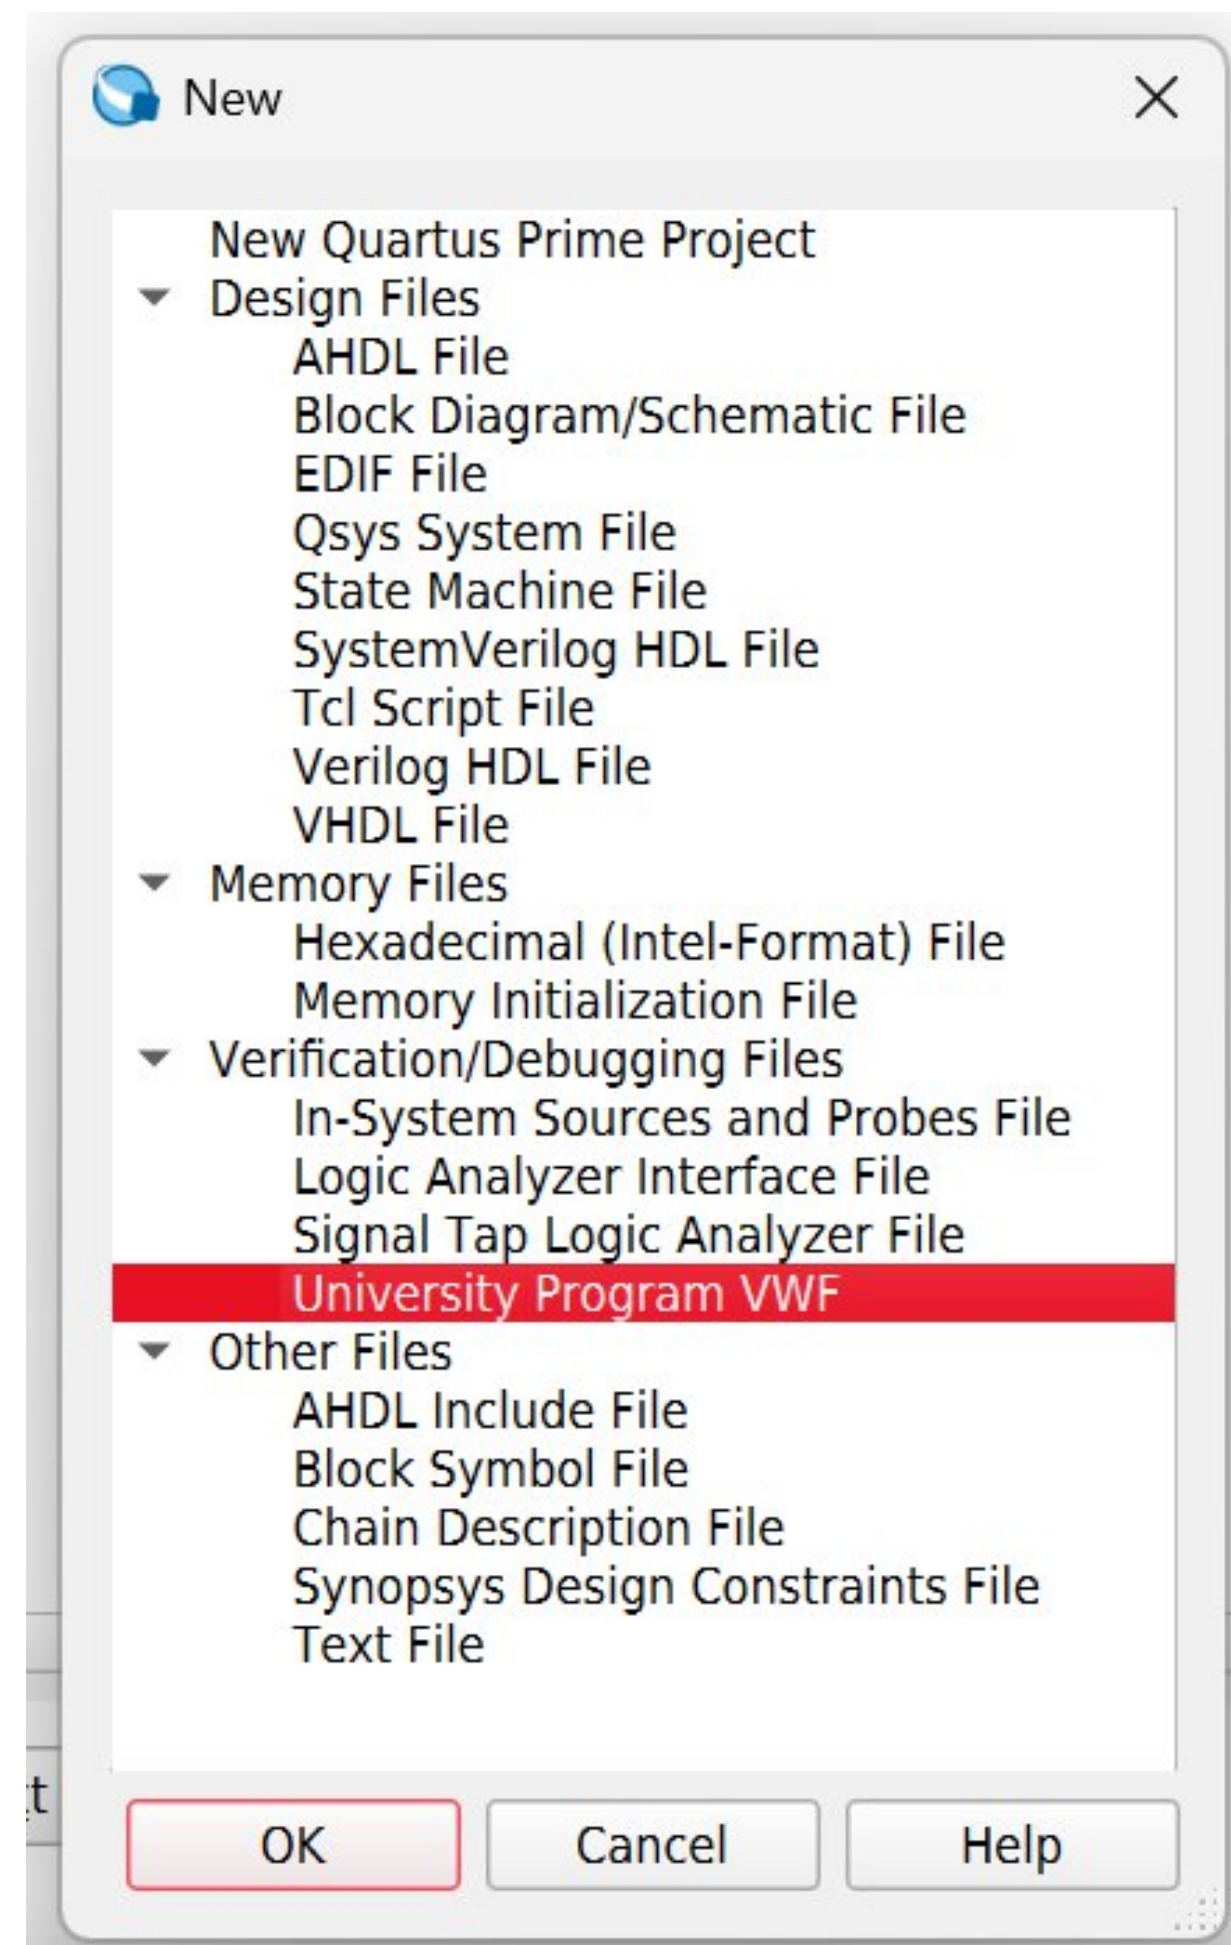 New
New Quartus Prime Project
Design Files
AHDL File
Block Diagram/Schematic File
EDIF File
Qsys System File
State Machine File
SystemVerilog HDL File
Tcl Script File
Verilog HDL File
VHDL File
Memory Files
Hexadecimal (Intel-Format) File
Memory Initialization File
Verification/Debugging Files
In-System Sources and Probes File
Logic Analyzer Interface File
Signal Tap Logic Analyzer File
University Program VWF
Other Files
AHDL Include File
Block Symbol File
Chain Description File
Synopsys Design Constraints File
Text File
OK Cancel Help